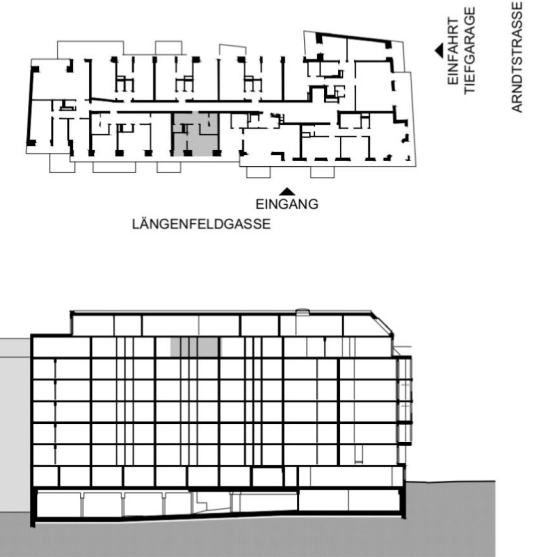 EINFAHRT
TIEFGARAGE
ARNDTSTRASSE
EINGANG
LÄNGENFELDGASSE